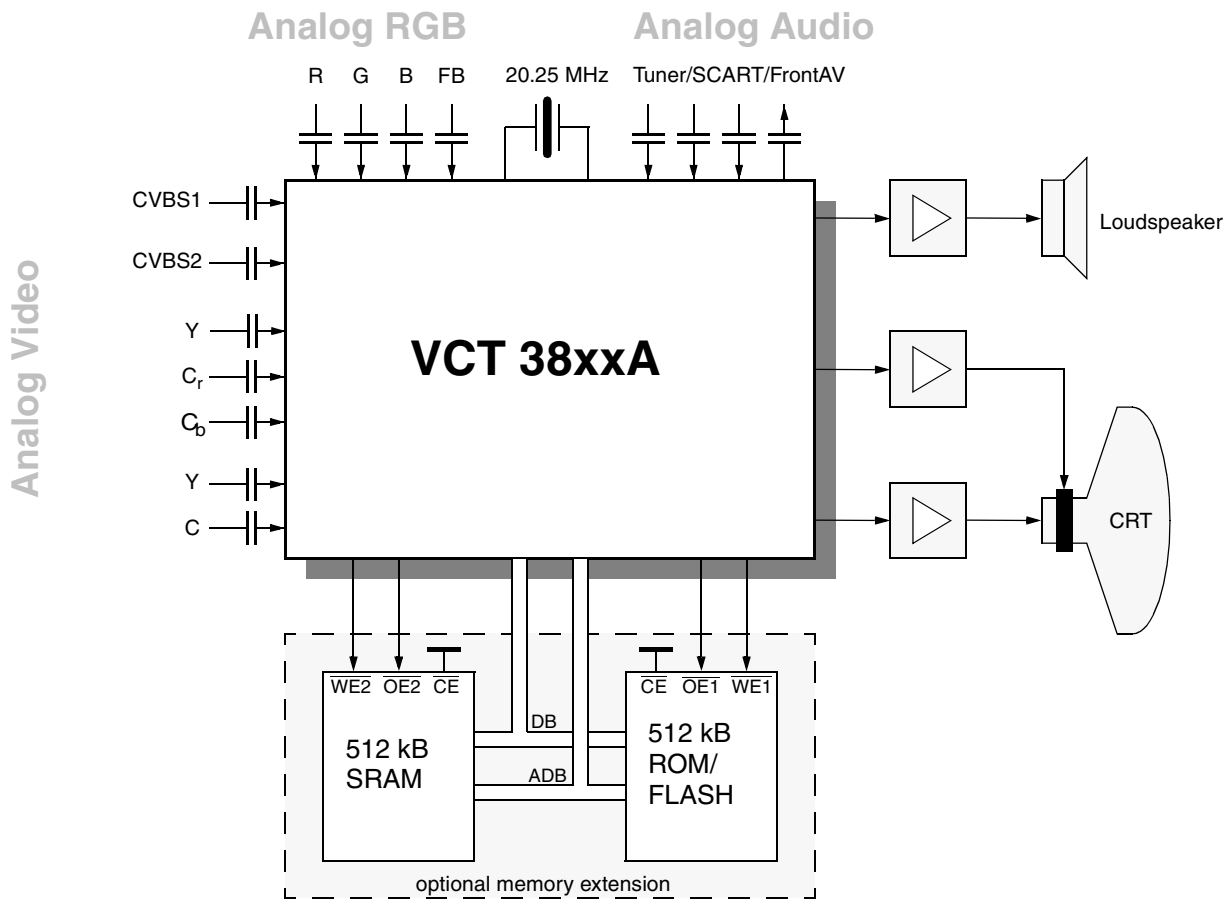 Analog RGB
Analog Audio
R G B FB 20.25 MHz Tuner/SCART/FrontAV
Analog Video
CVBS1
CVBS2
Y
Cr
Cb
Y
C
VCT 38xxA
Loudspeaker
CRT
WE2 OE2 CE
CE OE1 WE1
512 kB
SRAM
DB
ADB
512 kB
ROM/
FLASH
optional memory extension